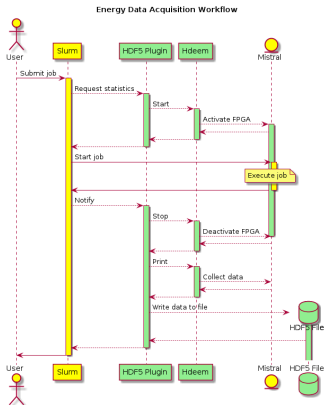 Energy Data Acquisition Workflow
User
Slurm
HDF5 Plugin
Hdeem
Mistral
Submit job
Request statistics
Start
Activate FPGA
Start job
Execute job
Notify
Stop
Deactivate FPGA
Print
Collect data
Write data to file
HDF5 File
User
Slurm
HDF5 Plugin
Hdeem
Mistral
HDF5 File